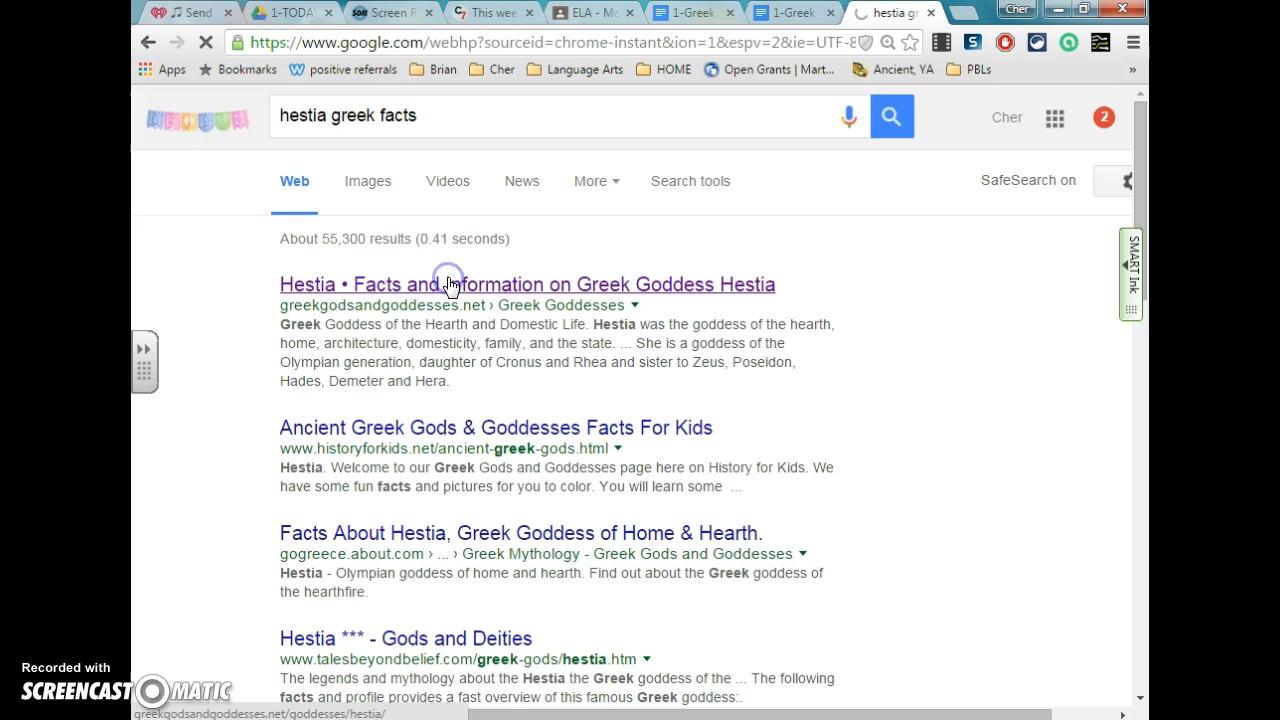 Send
1-TODAY
Screen R
This wee
ELA - Mo
1-Greek
1-Greek
hestia gr
Cher
https://www.google.com/webhp?sourceid=chrome-instant&ion=1&espv=2&ie=UTF-8
Apps
Bookmarks
positive referrals
Brian
Cher
Language Arts
HOME
Open Grants | Mart...
Ancient, YA
PBLs
»
hestia greek facts
Cher
2
Web
Images
Videos
News
More
Search tools
SafeSearch on
About 55,300 results (0.41 seconds)
SMART Ink
Hestia • Facts and Information on Greek Goddess Hestia
greekgodsandgoddesses.net › Greek Goddesses
Greek Goddess of the Hearth and Domestic Life. Hestia was the goddess of the hearth,
home, architecture, domesticity, family, and the state. ... She is a goddess of the
Olympian generation, daughter of Cronus and Rhea and sister to Zeus, Poseidon,
Hades, Demeter and Hera.
Ancient Greek Gods & Goddesses Facts For Kids
www.historyforkids.net/ancient-greek-gods.html
Hestia. Welcome to our Greek Gods and Goddesses page here on History for Kids. We
have some fun facts and pictures for you to color. You will learn some ...
Facts About Hestia, Greek Goddess of Home & Hearth.
gogreece.about.com › ... › Greek Mythology - Greek Gods and Goddesses
Hestia - Olympian goddess of home and hearth. Find out about the Greek goddess of
the hearthfire.
Hestia *** - Gods and Deities
www.talesbeyondbelief.com/greek-gods/hestia.htm
The legends and mythology about the Hestia the Greek goddess of the ... The following
facts and profile provides a fast overview of this famous Greek goddess:.
Recorded with
SCREENCAST-O-MATIC
greekgodsandgoddesses.net/goddesses/hestia/